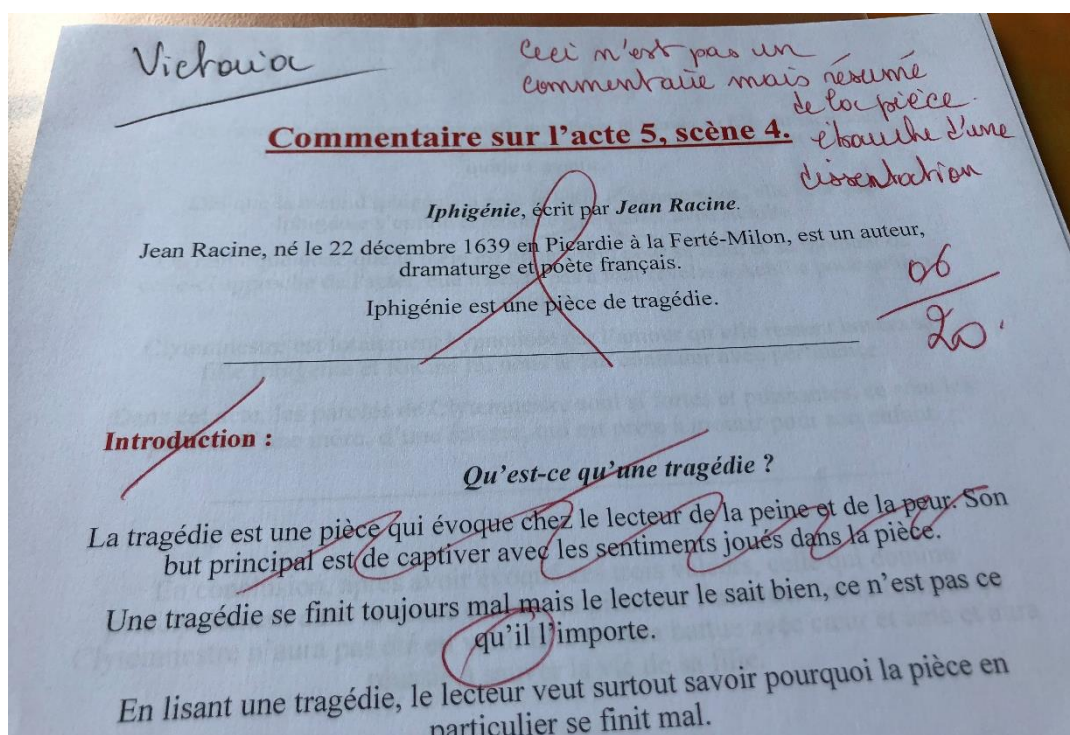 Ceci n'est pas un
commentaire mais résumé
de la pièce.
Commentaire sur l'acte 5, scène 4.
ébauche d'une
dissertation
Iphigénie, écrit par Jean Racine.
Jean Racine, né le 22 décembre 1639 en Picardie à la Ferté-Milon, est un auteur,
dramaturge et poète français.
06
20
Iphigénie est une pièce de tragédie.
Introduction :
Qu'est-ce qu'une tragédie ?
La tragédie est une pièce qui évoque chez le lecteur de la peine et de la peur. Son
but principal est de captiver avec les sentiments joués dans la pièce.
Une tragédie se finit toujours mal mais le lecteur le sait bien, ce n'est pas ce
qu'il l'importe.
En lisant une tragédie, le lecteur veut surtout savoir pourquoi la pièce en
particulier se finit mal.